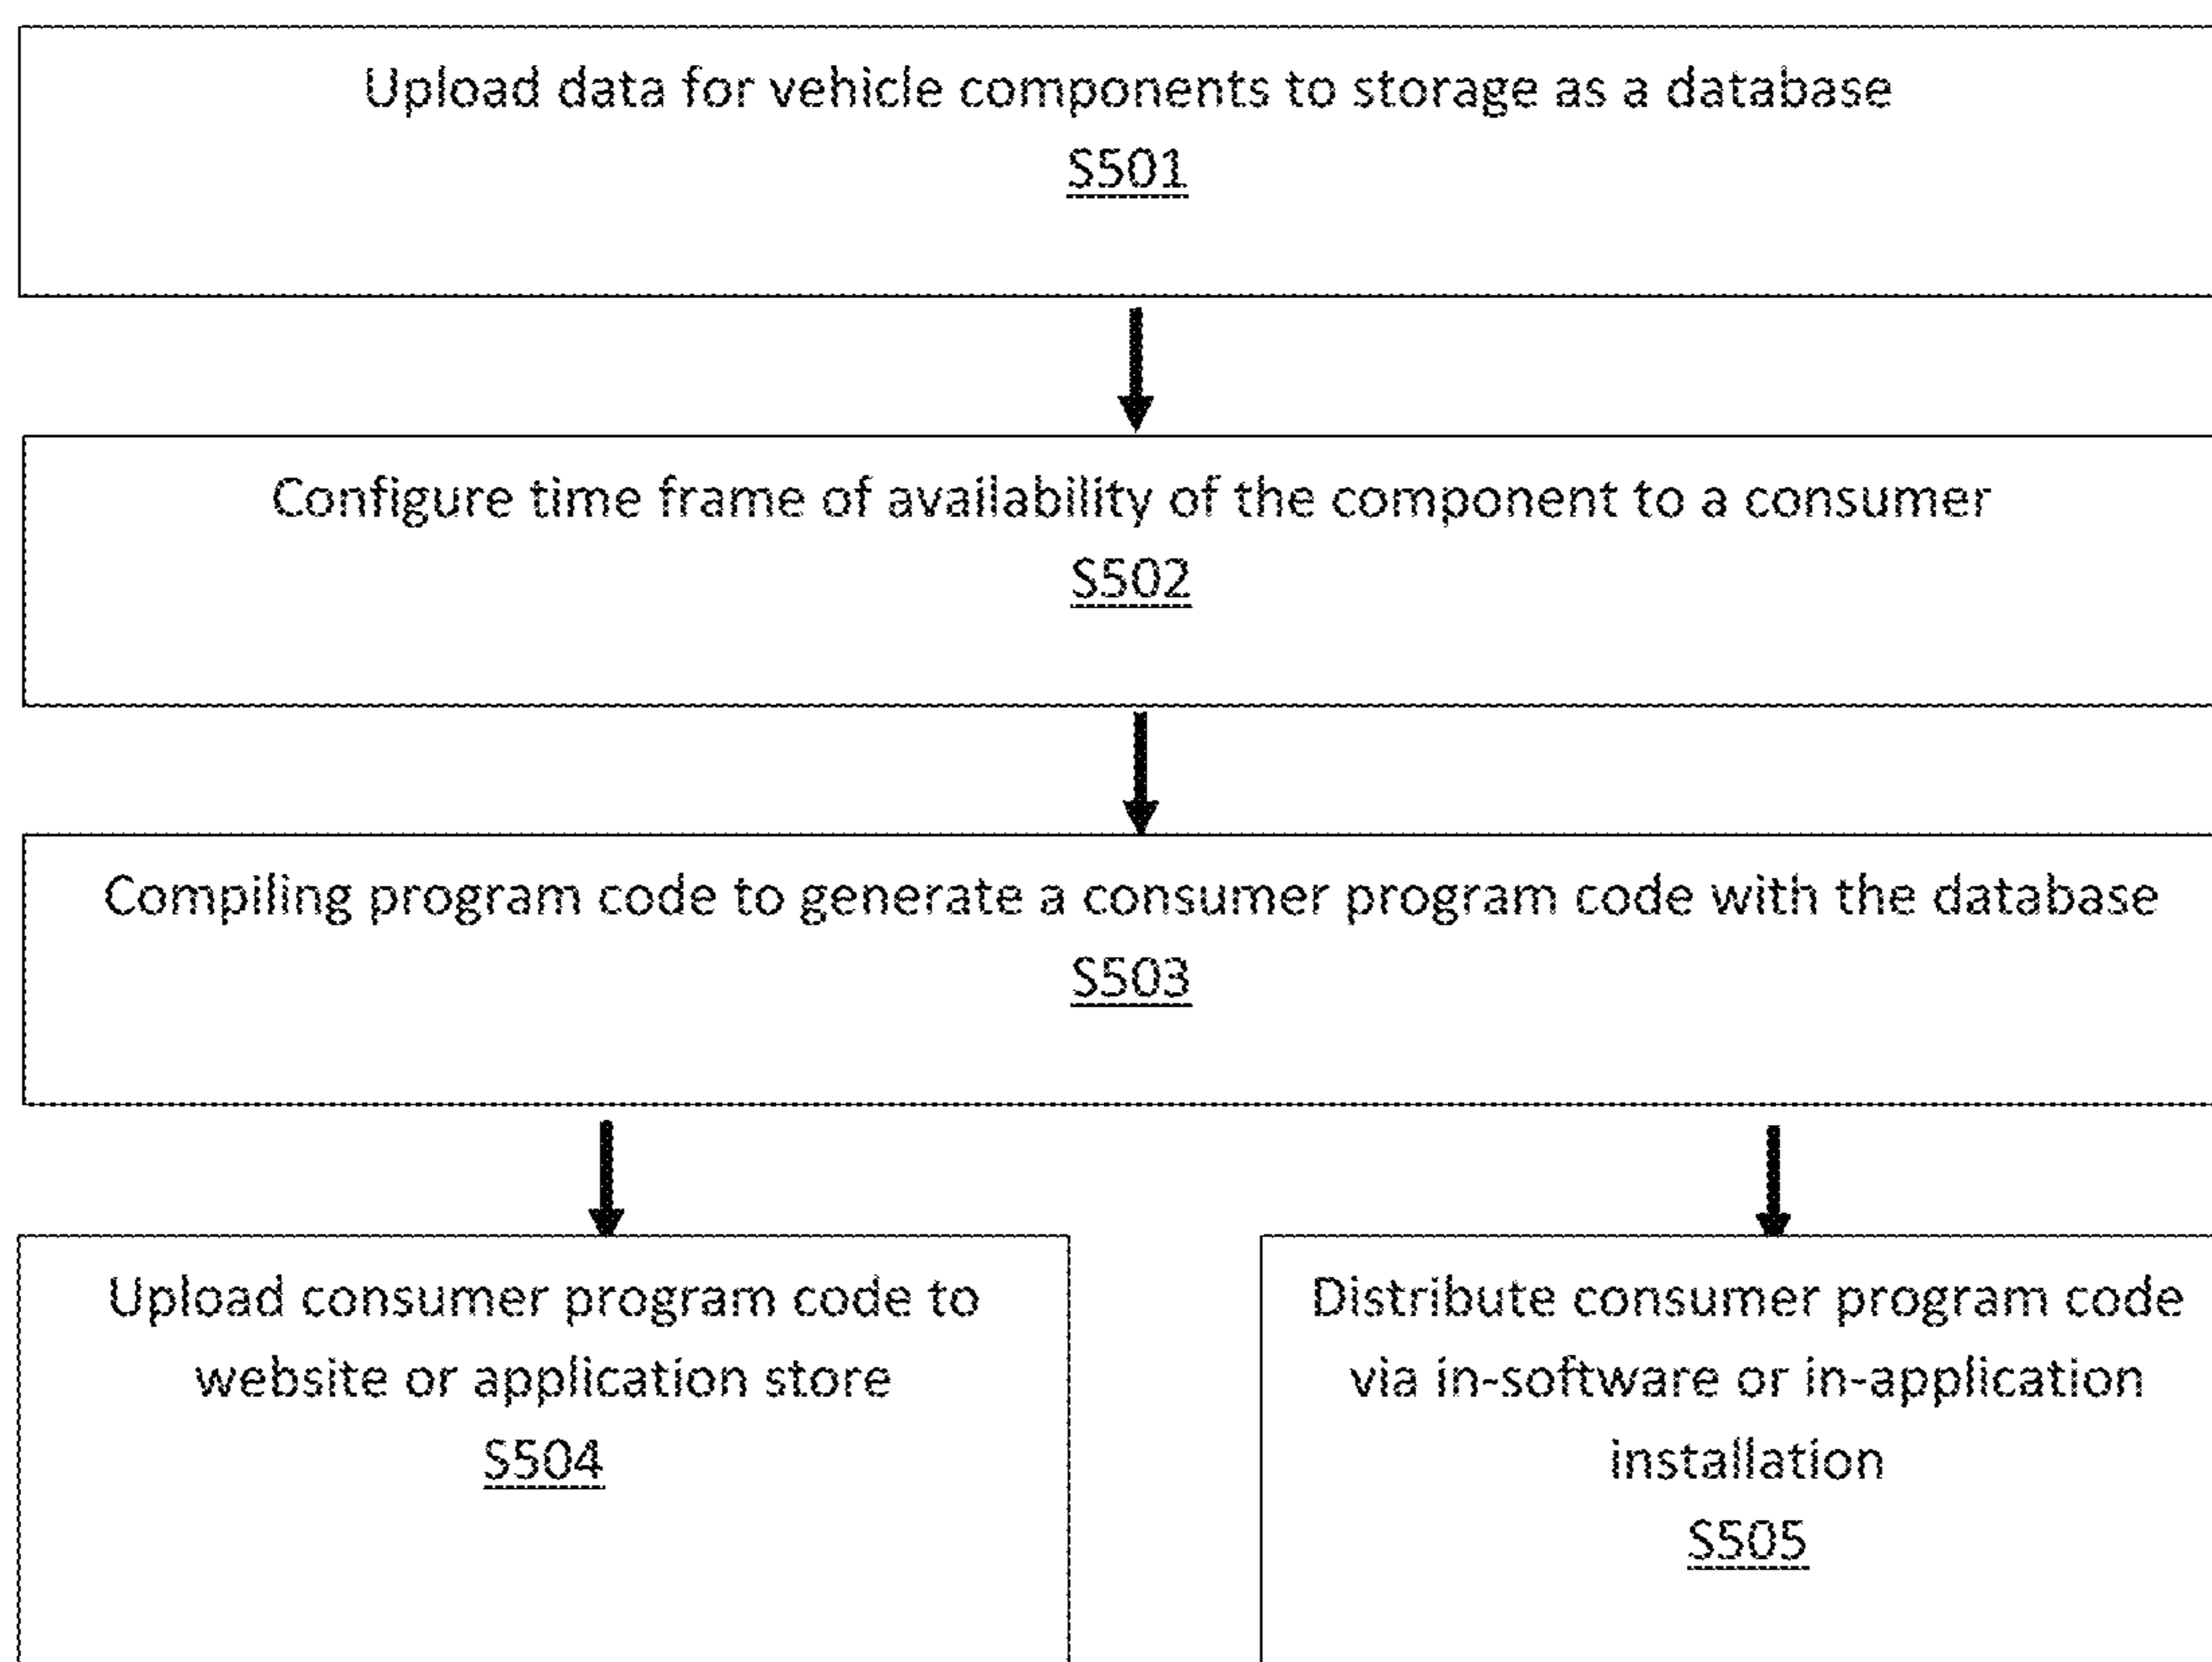 Upload data for vehicle components to storage as a database
S501
Configure time frame of availability of the component to a consumer
S502
Compiling program code to generate a consumer program code with the database
S503
Upload consumer program code to
website or application store
S504
Distribute consumer program code
via in-software or in-application
installation
S505